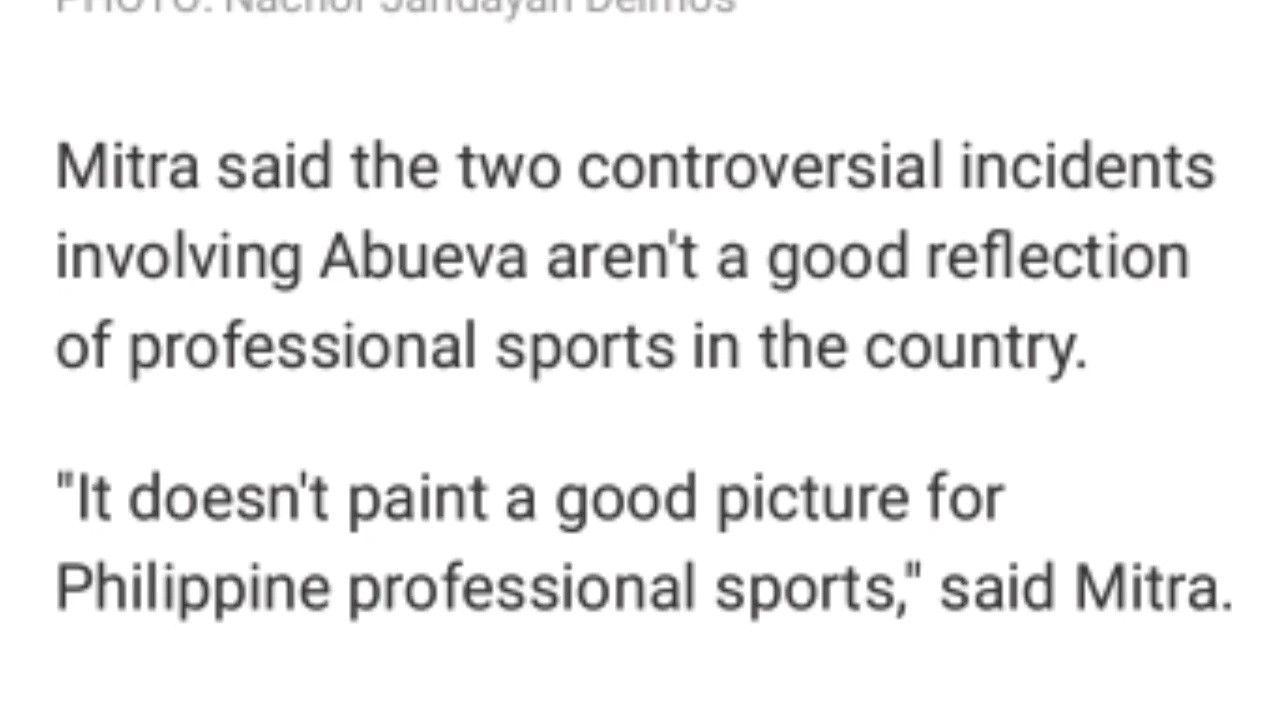 PHOTO:
Mitra said the two controversial incidents
involving Abueva aren't a good reflection
of professional sports in the country.
"It doesn't paint a good picture for
Philippine professional sports," said Mitra.